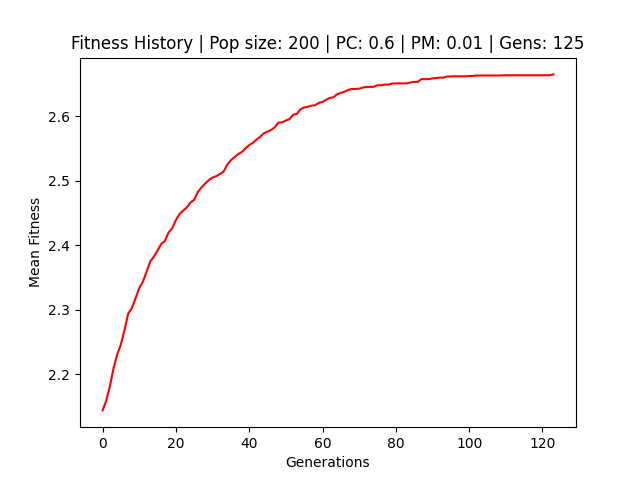 Fitness History | Pop size: 200 | PC: 0.6 | PM: 0.01 | Gens: 125
Mean Fitness
2.6
2.5
2.4
2.3
2.2
0 20 40 60 80 100 120
Generations